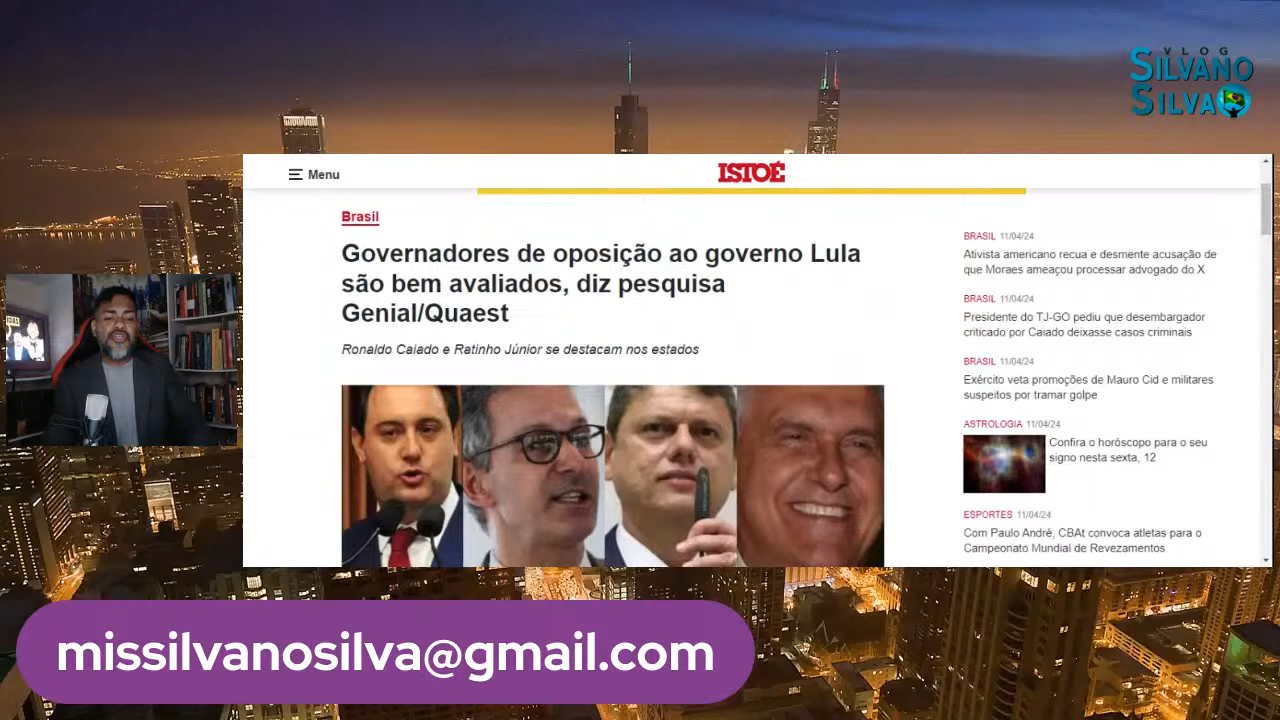 VLOG
SILVANO
SILVA
Menu
ISTOÉ
Brasil
Governadores de oposição ao governo Lula
são bem avaliados, diz pesquisa
Genial/Quaest
Ronaldo Caiado e Ratinho Júnior se destacam nos estados
BRASIL 11/04/24
Ativista americano recua e desmente acusação de
que Moraes ameaçou processar advogado do X
BRASIL 11/04/24
Presidente do TJ-GO pediu que desembargador
criticado por Caiado deixasse casos criminais
BRASIL 11/04/24
Exército veta promoções de Mauro Cid e militares
suspeitos por tramar golpe
ASTROLOGIA 11/04/24
Confira o horóscopo para o seu
signo nesta sexta, 12
ESPORTES 11/04/24
Com Paulo André, CBAt convoca atletas para o
Campeonato Mundial de Revezamentos
missilvanosilva@gmail.com